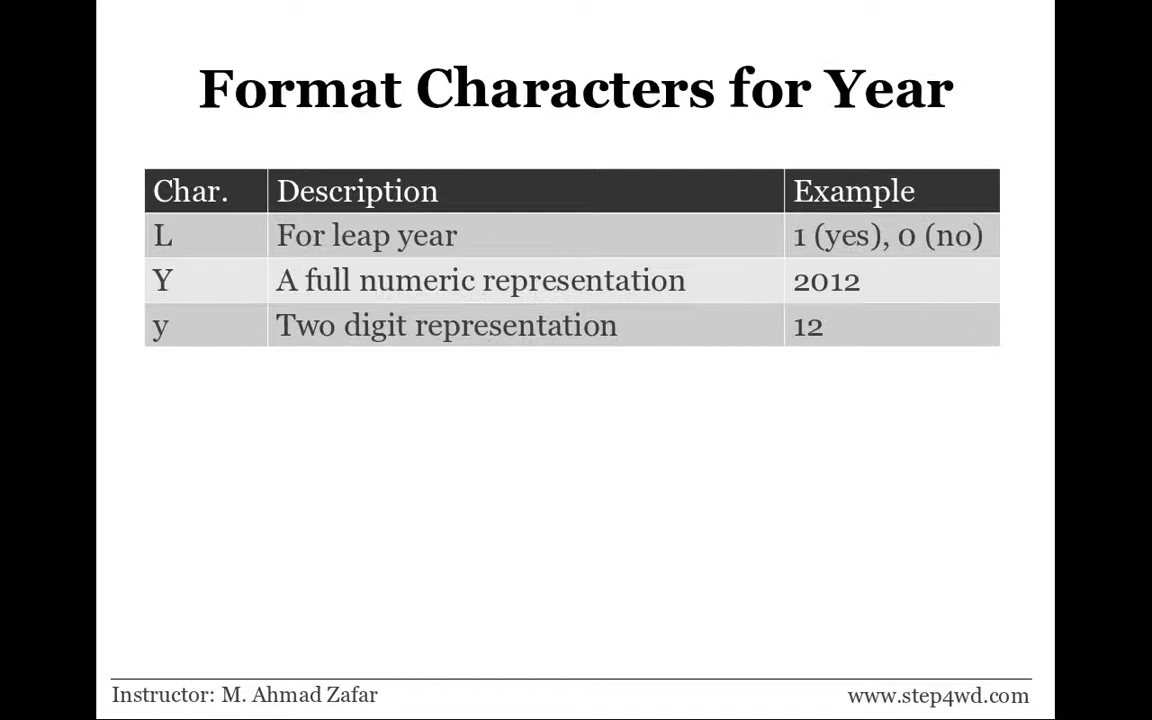 Format Characters for Year
Char. Description Example
L For leap year 1 (yes), 0 (no)
Y A full numeric representation 2012
y Two digit representation 12
Instructor: M. Ahmad Zafar www.step4wd.com